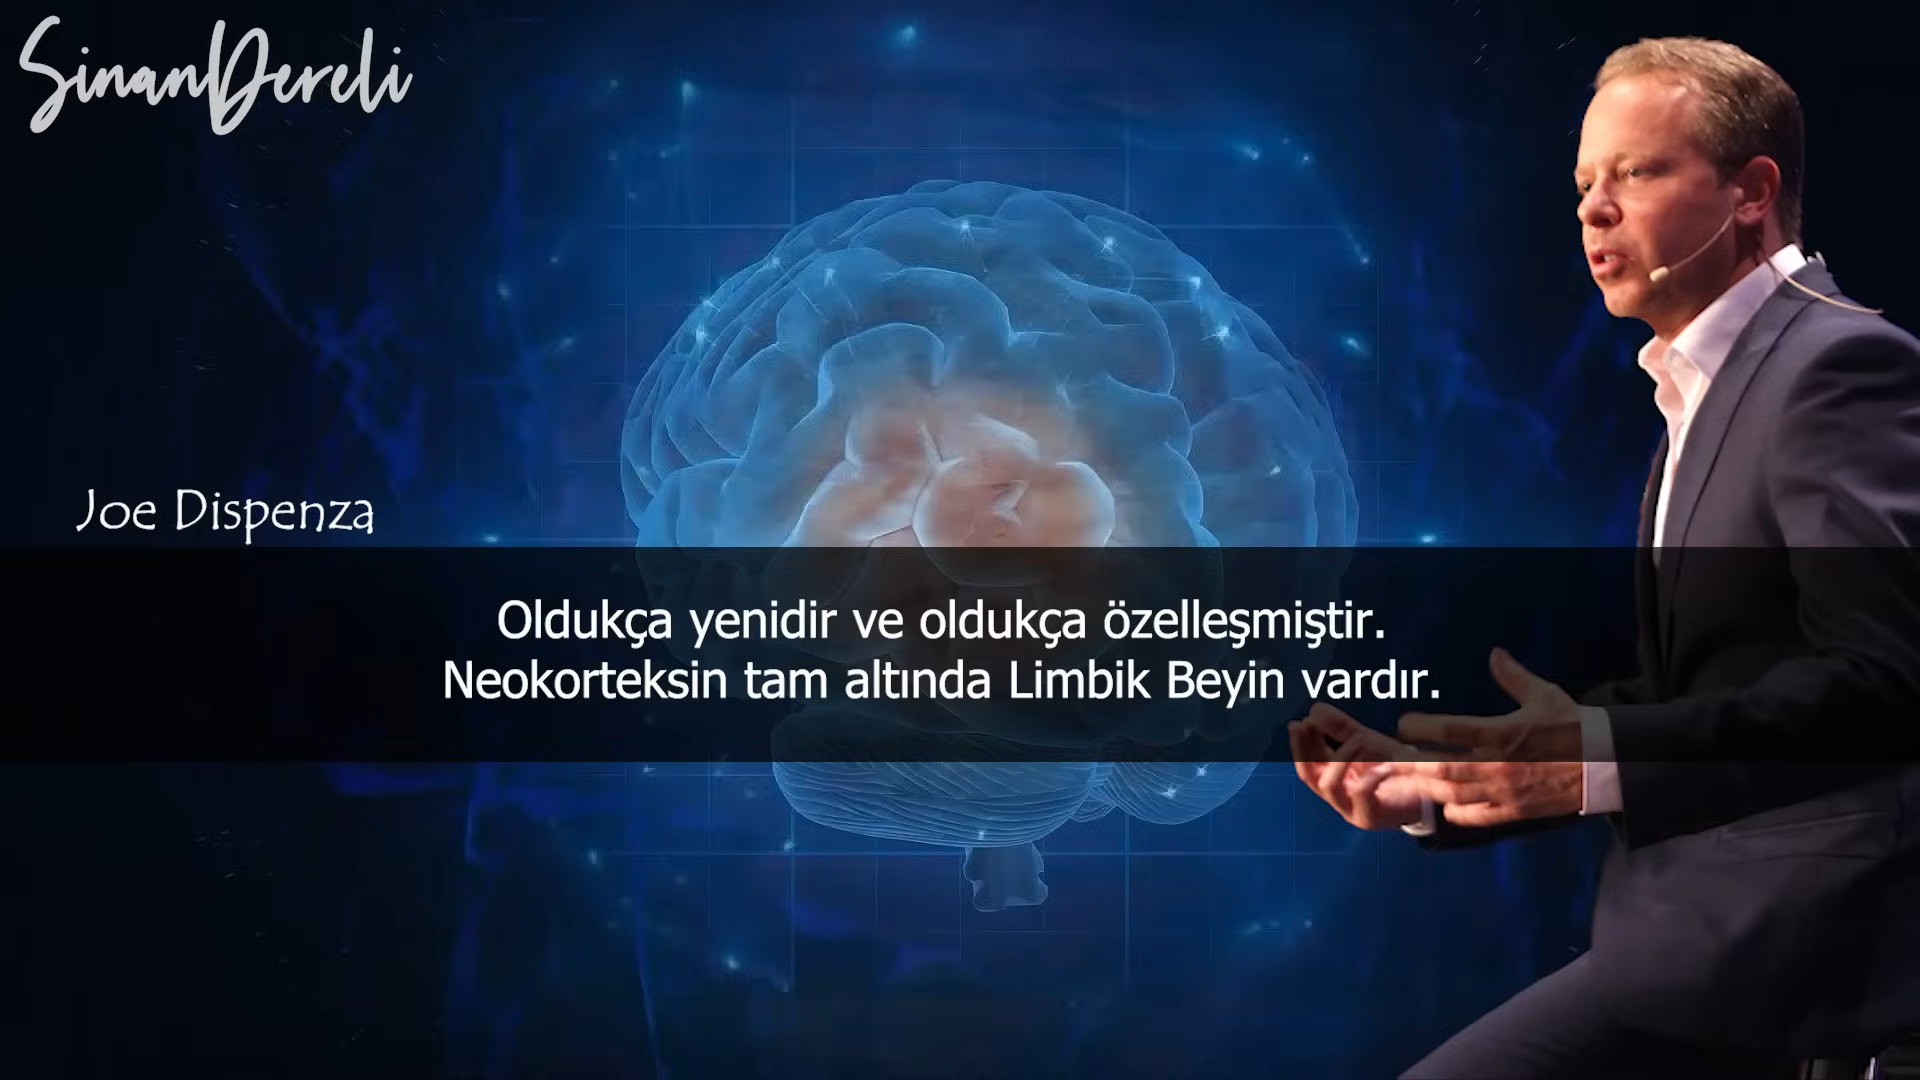 SinanDereli
Joe Dispenza
Oldukça yenidir ve oldukça özelleşmiştir.
Neokorteksin tam altında Limbik Beyin vardır.